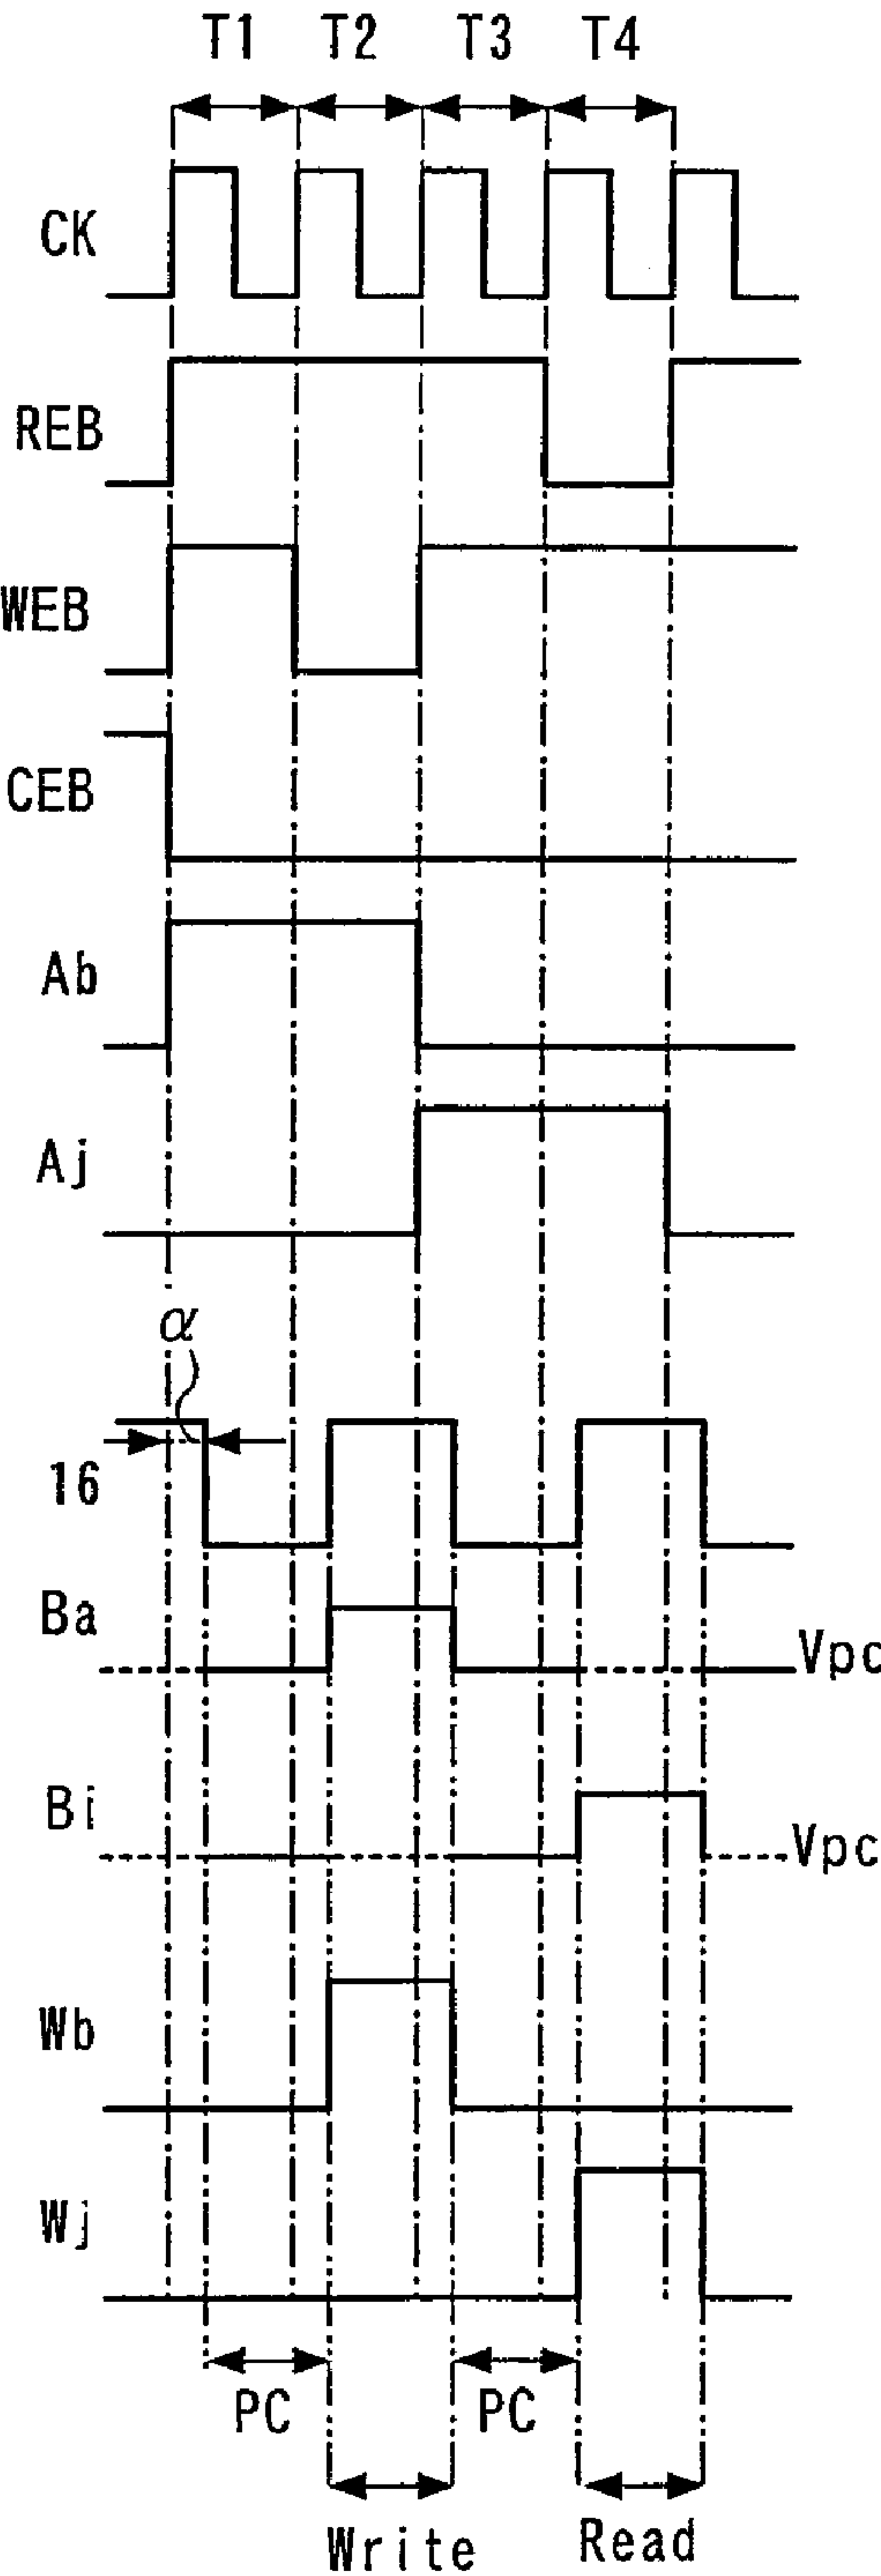 T1 T2 T3 T4
CK
REB
WEB
CEB
Ab
Aj
α
16
Ba Vpc
Bi Vpc
Wb
Wj
PC PC
Write Read